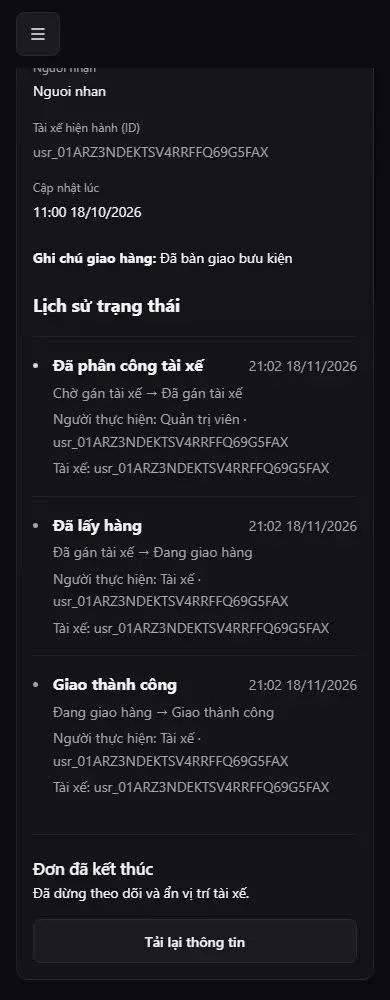 Người nhận
Nguoi nhan
Tài xế hiện hành (ID)
usr_01ARZ3NDEKTSV4RRFFQ69G5FAX
Cập nhật lúc
11:00 18/10/2026
Ghi chú giao hàng: Đã bàn giao bưu kiện
Lịch sử trạng thái
Đã phân công tài xế 21:02 18/11/2026
Chờ gán tài xế → Đã gán tài xế
Người thực hiện: Quản trị viên ·
usr_01ARZ3NDEKTSV4RRFFQ69G5FAX
Tài xế: usr_01ARZ3NDEKTSV4RRFFQ69G5FAX
Đã lấy hàng 21:02 18/11/2026
Đã gán tài xế → Đang giao hàng
Người thực hiện: Tài xế ·
usr_01ARZ3NDEKTSV4RRFFQ69G5FAX
Tài xế: usr_01ARZ3NDEKTSV4RRFFQ69G5FAX
Giao thành công 21:02 18/11/2026
Đang giao hàng → Giao thành công
Người thực hiện: Tài xế ·
usr_01ARZ3NDEKTSV4RRFFQ69G5FAX
Tài xế: usr_01ARZ3NDEKTSV4RRFFQ69G5FAX
Đơn đã kết thúc
Đã dừng theo dõi và ẩn vị trí tài xế.
Tải lại thông tin